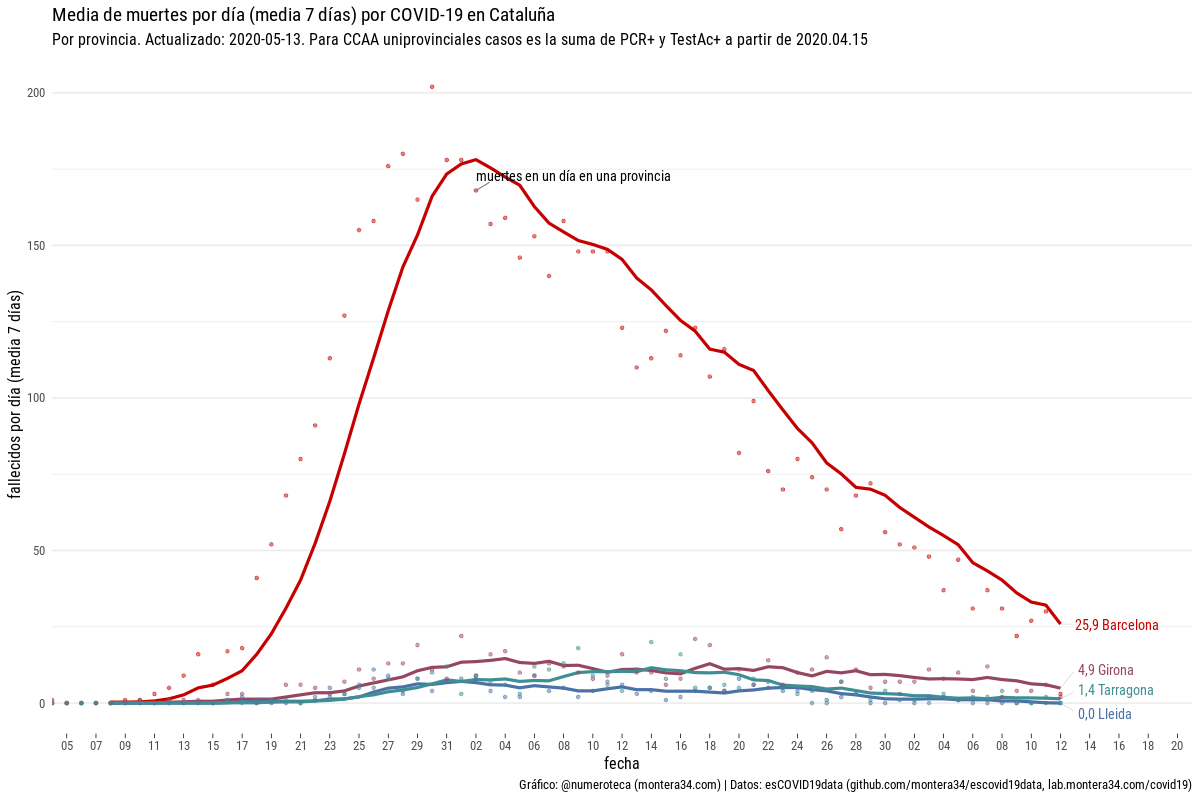 Media de muertes por día (media 7 días) por COVID-19 en Cataluña
Por provincia. Actualizado: 2020-05-13. Para CCAA uniprovinciales casos es la suma de PCR+ y TestAc+ a partir de 2020.04.15
fallecidos por día (media 7 días)
200
150
100
50
0
muertes en un día en una provincia
25,9 Barcelona
4,9 Girona
1,4 Tarragona
0,0 Lleida
05 07 09 11 13 15 17 19 21 23 25 27 29 31 02 04 06 08 10 12 14 16 18 20 22 24 26 28 30 02 04 06 08 10 12 14 16 18 20
fecha
Gráfico: @numeroteca (montera34.com) | Datos: esCOVID19data (github.com/montera34/escovid19data, lab.montera34.com/covid19)